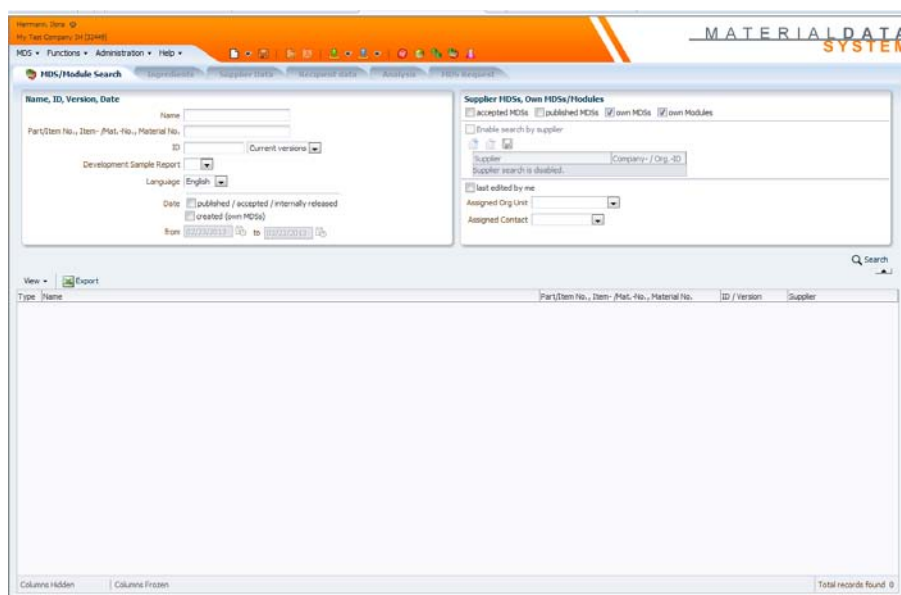 Hermann, Dora
My Test Company IH [32448]
MATERIALDATA
SYSTEM
MDS Functions Administration Help
MDS/Module Search Ingredients Supplier Data Recipient data Analysis MDS Request
Name, ID, Version, Date
Name
Part/Item No., Item- /Mat.-No., Material No.
ID Current versions
Development Sample Report
Language English
Date published / accepted / internally released
created (own MDSs)
from to
Supplier MDSs, Own MDSs/Modules
accepted MDSs published MDSs own MDSs own Modules
Enable search by supplier
Supplier Company- / Org.-ID
Supplier search is disabled.
last edited by me
Assigned Org Unit
Assigned Contact
Search
View Export
Type Name Part/Item No., Item- /Mat.-No., Material No. ID / Version Supplier
Columns Hidden Columns Frozen Total records found 0